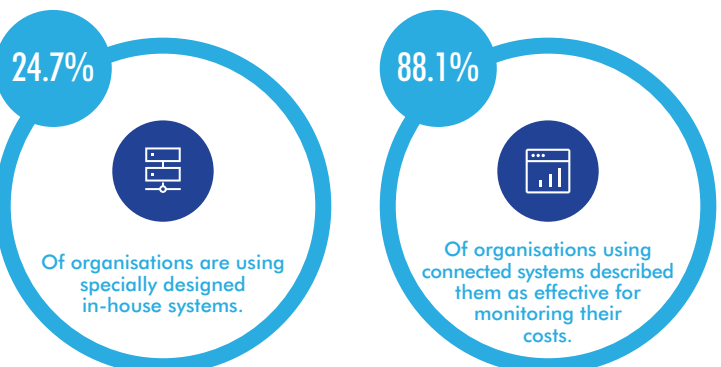 24.7%
Of organisations are using
specially designed
in-house systems.
88.1%
Of organisations using
connected systems described
them as effective for
monitoring their
costs.